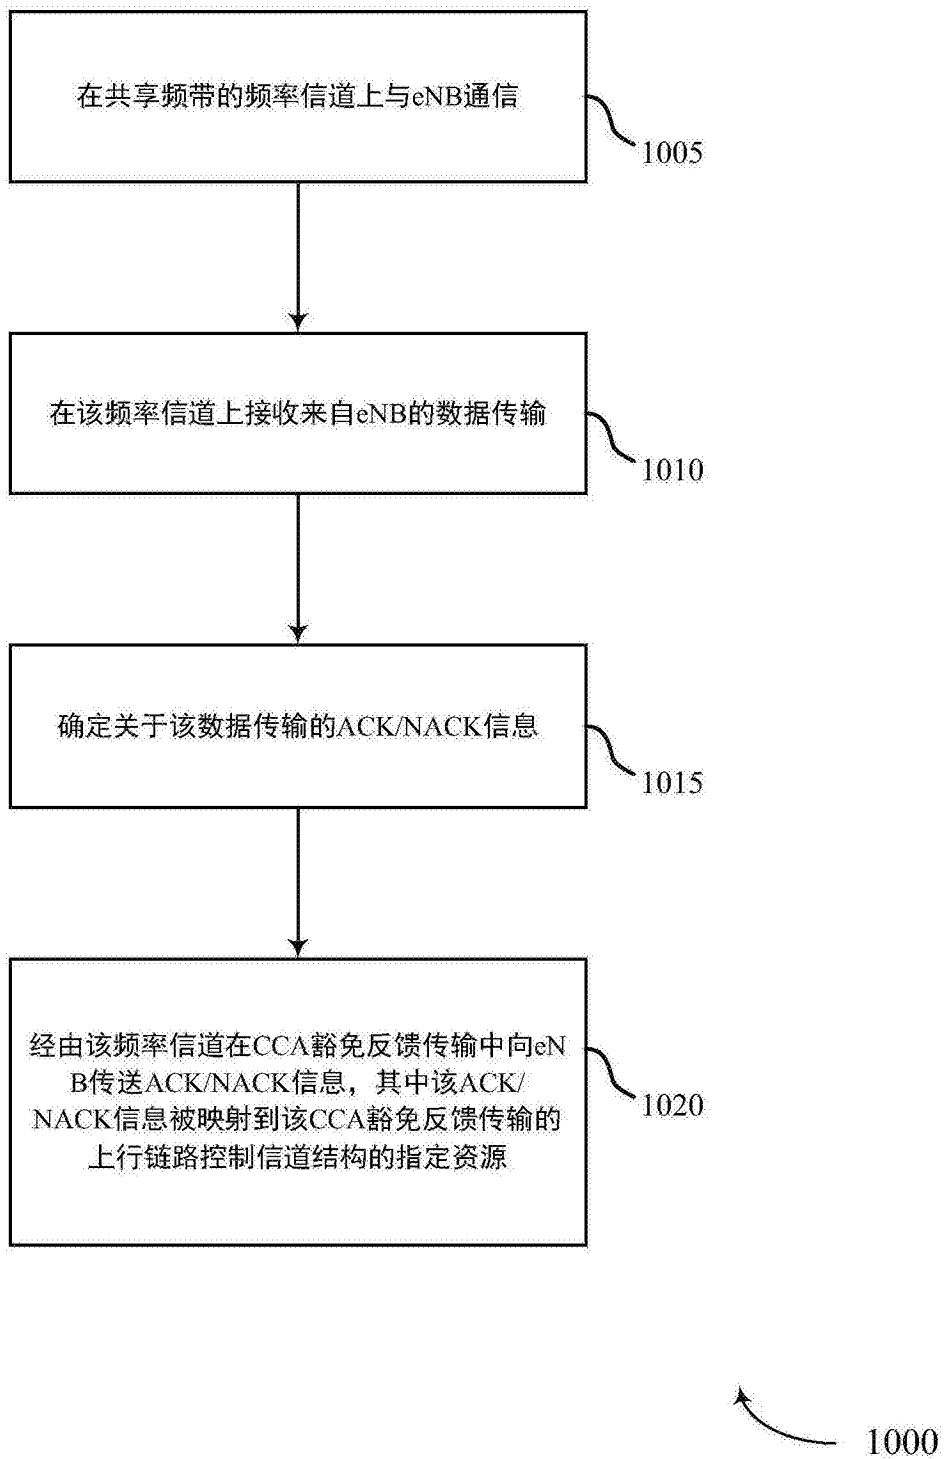 在共享频带的频率信道上与eNB通信
1005
在该频率信道上接收来自eNB的数据传输
1010
确定关于该数据传输的ACK/NACK信息
1015
经由该频率信道在CCA豁免反馈传输中向eN
B传送ACK/NACK信息，其中该ACK/
NACK信息被映射到该CCA豁免反馈传输的
上行链路控制信道结构的指定资源
1020
1000